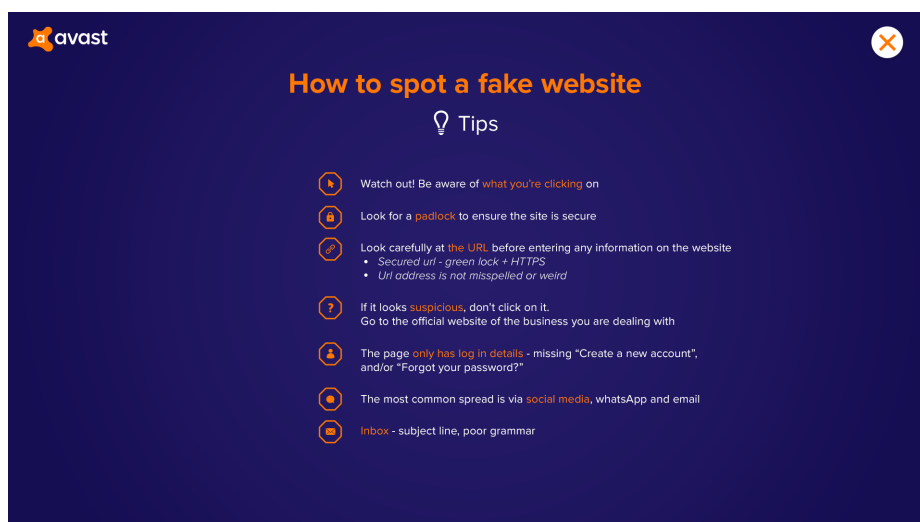 avast
How to spot a fake website
Tips
Watch out! Be aware of what you're clicking on
Look for a padlock to ensure the site is secure
Look carefully at the URL before entering any information on the website
• Secured url - green lock + HTTPS
• Url address is not misspelled or weird
If it looks suspicious, don't click on it.
Go to the official website of the business you are dealing with
The page only has log in details - missing “Create a new account”,
and/or “Forgot your password?”
The most common spread is via social media, whatsApp and email
Inbox - subject line, poor grammar